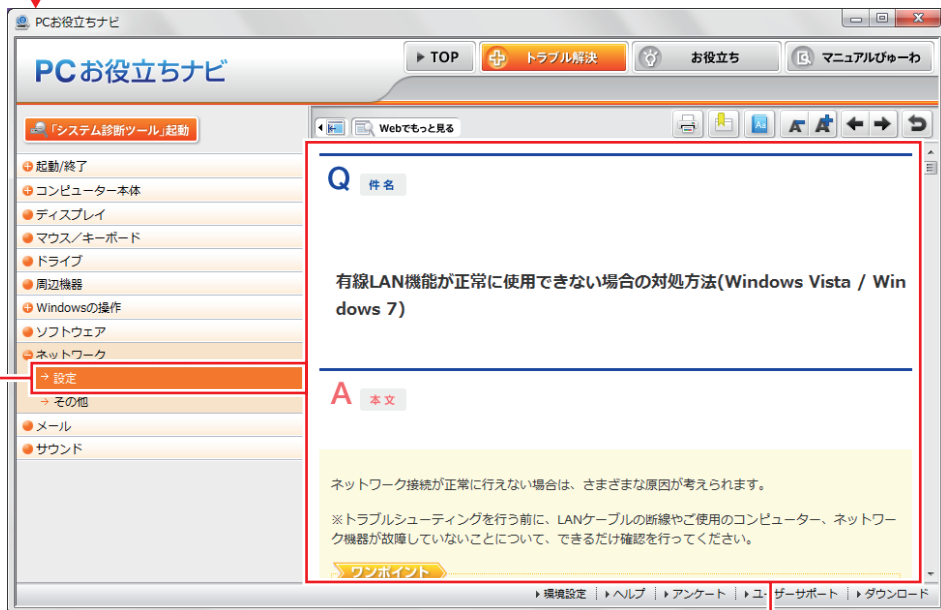 PCお役立ちナビ
PCお役立ちナビ
TOP
トラブル解決
お役立ち
マニュアルびゅーわ
「システム診断ツール」起動
Webでもっと見る
起動/終了
コンピューター本体
ディスプレイ
マウス/キーボード
ドライブ
周辺機器
Windowsの操作
ソフトウェア
ネットワーク
→ 設定
→ その他
メール
サウンド
Q 件名
有線LAN機能が正常に使用できない場合の対処方法(Windows Vista / Win
dows 7)
A 本文
ネットワーク接続が正常に行えない場合は、さまざまな原因が考えられます。
※トラブルシューティングを行う前に、LANケーブルの断線やご使用のコンピューター、ネットワー
ク機器が故障していないことについて、できるだけ確認を行ってください。
ワンポイント
環境設定 ヘルプ アンケート ユーザーサポート ダウンロード